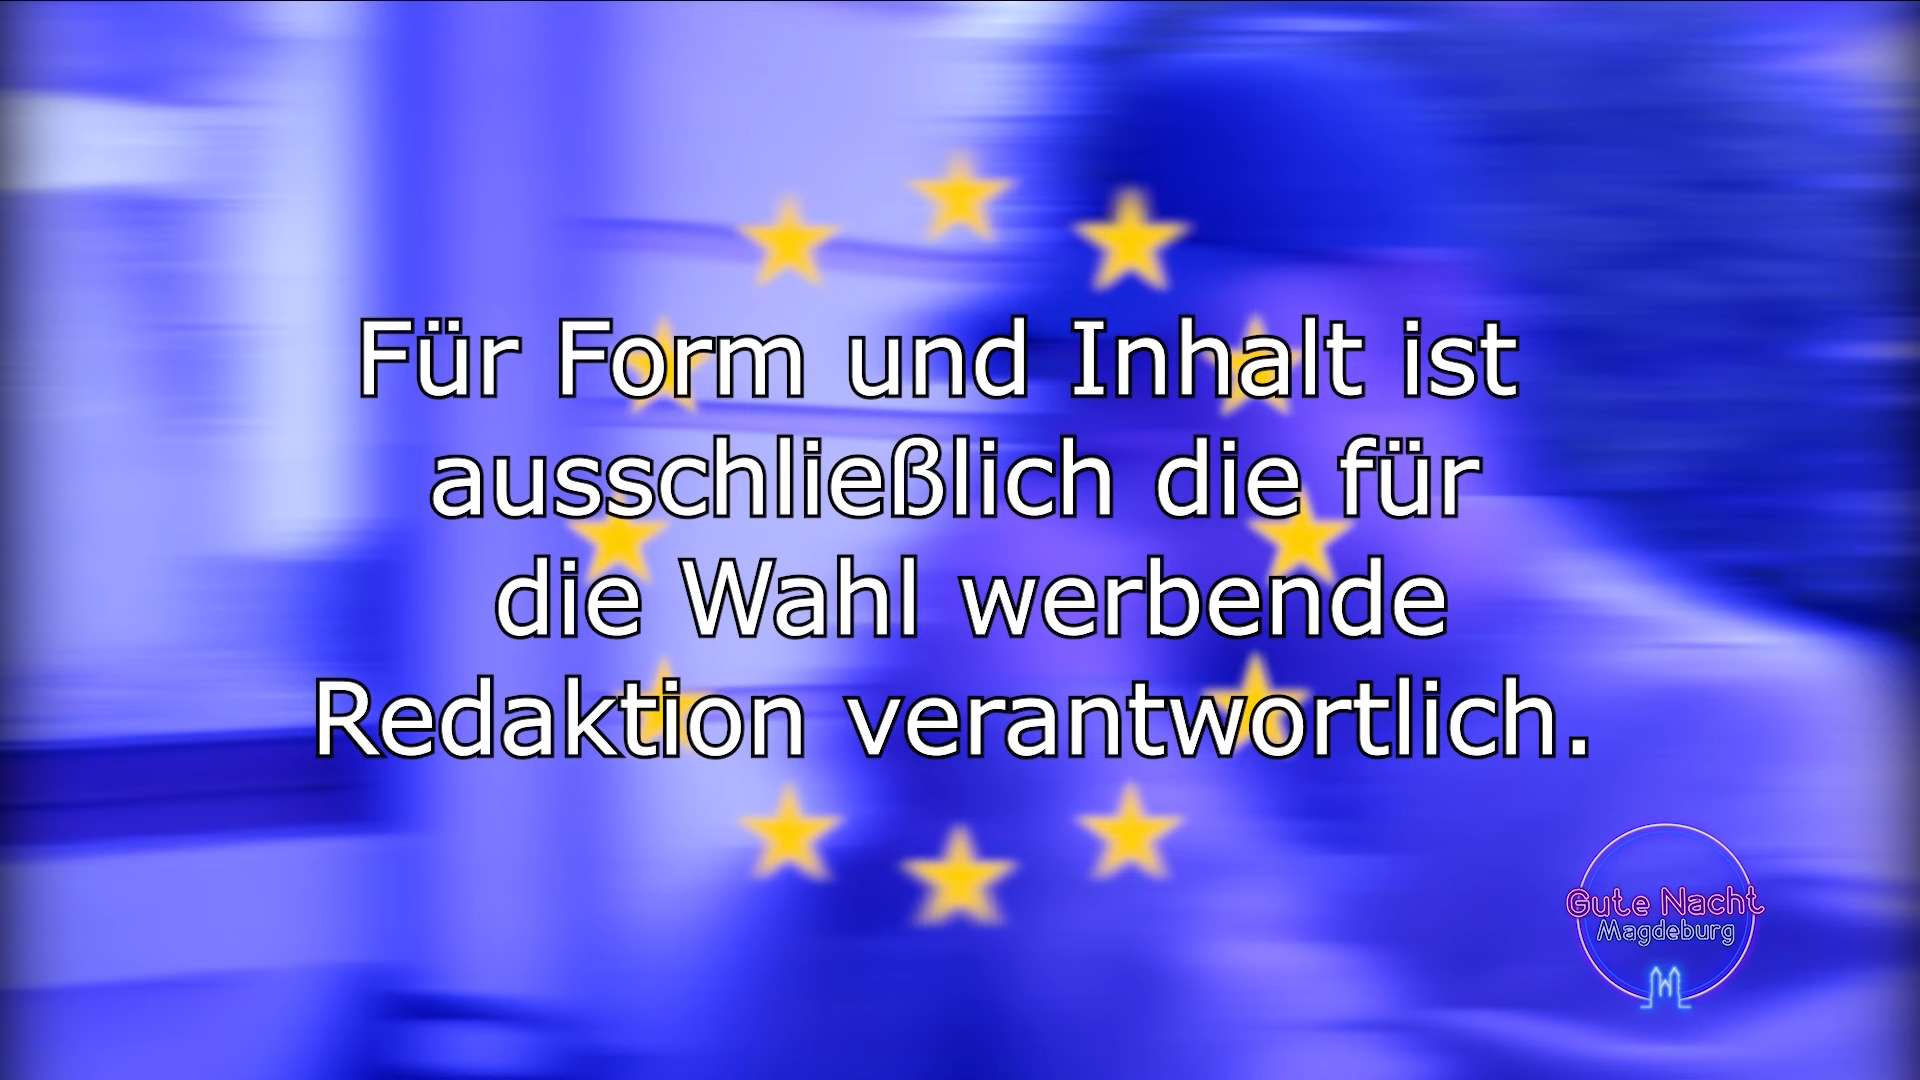 Für Form und Inhalt ist
ausschließlich die für
die Wahl werbende
Redaktion verantwortlich.
Gute Nacht
Magdeburg